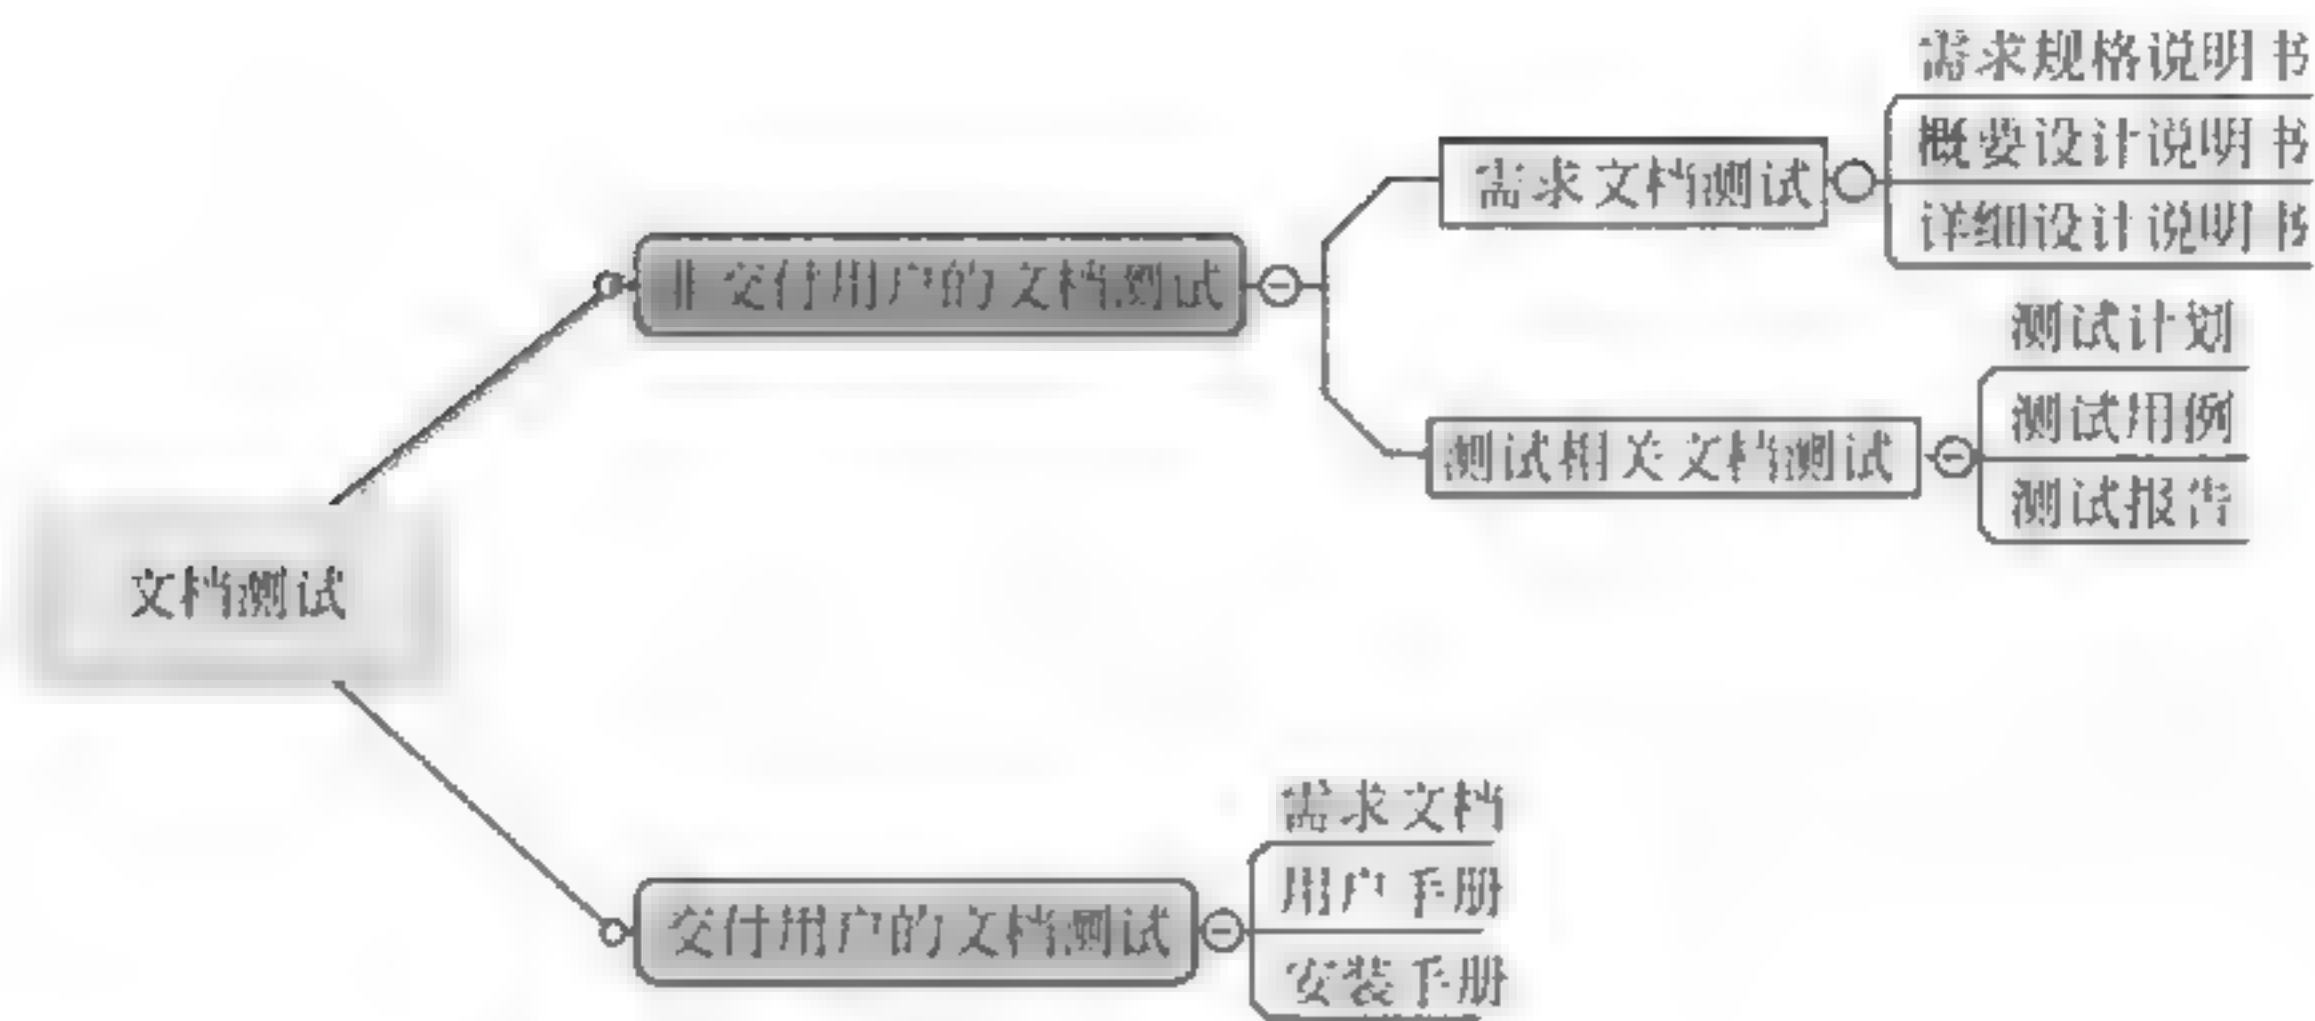 文档测试
非交付用户的文档测试
需求文档测试
需求规格说明书
概要设计说明书
详细设计说明书
测试相关文档测试
测试计划
测试用例
测试报告
交付用户的文档测试
需求文档
用户手册
安装手册